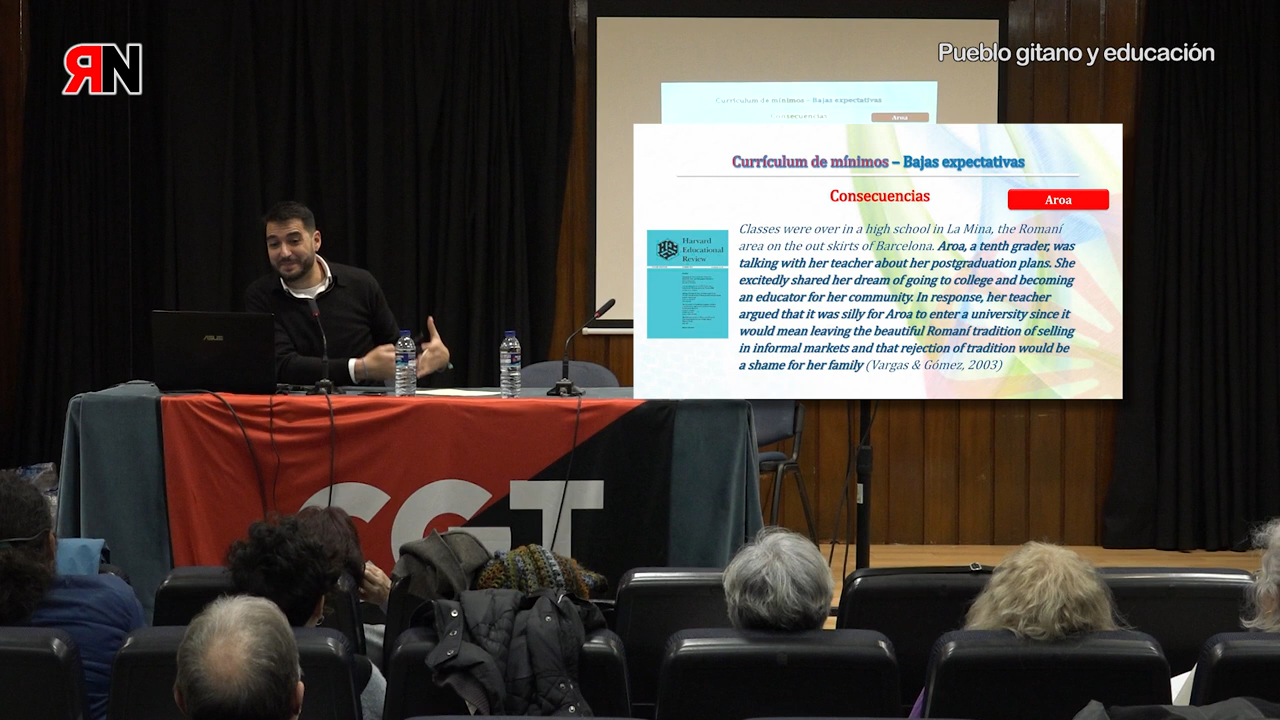 ЯN
Pueblo gitano y educación
Currículum de mínimos – Bajas expectativas
Consecuencias
Aroa
Currículum de mínimos – Bajas expectativas
Consecuencias
Aroa
Harvard
Educational
Review
Classes were over in a high school in La Mina, the Romaní
area on the out skirts of Barcelona. Aroa, a tenth grader, was
talking with her teacher about her postgraduation plans. She
excitedly shared her dream of going to college and becoming
an educator for her community. In response, her teacher
argued that it was silly for Aroa to enter a university since it
would mean leaving the beautiful Romaní tradition of selling
in informal markets and that rejection of tradition would be
a shame for her family (Vargas & Gómez, 2003)
ASUS
CGT